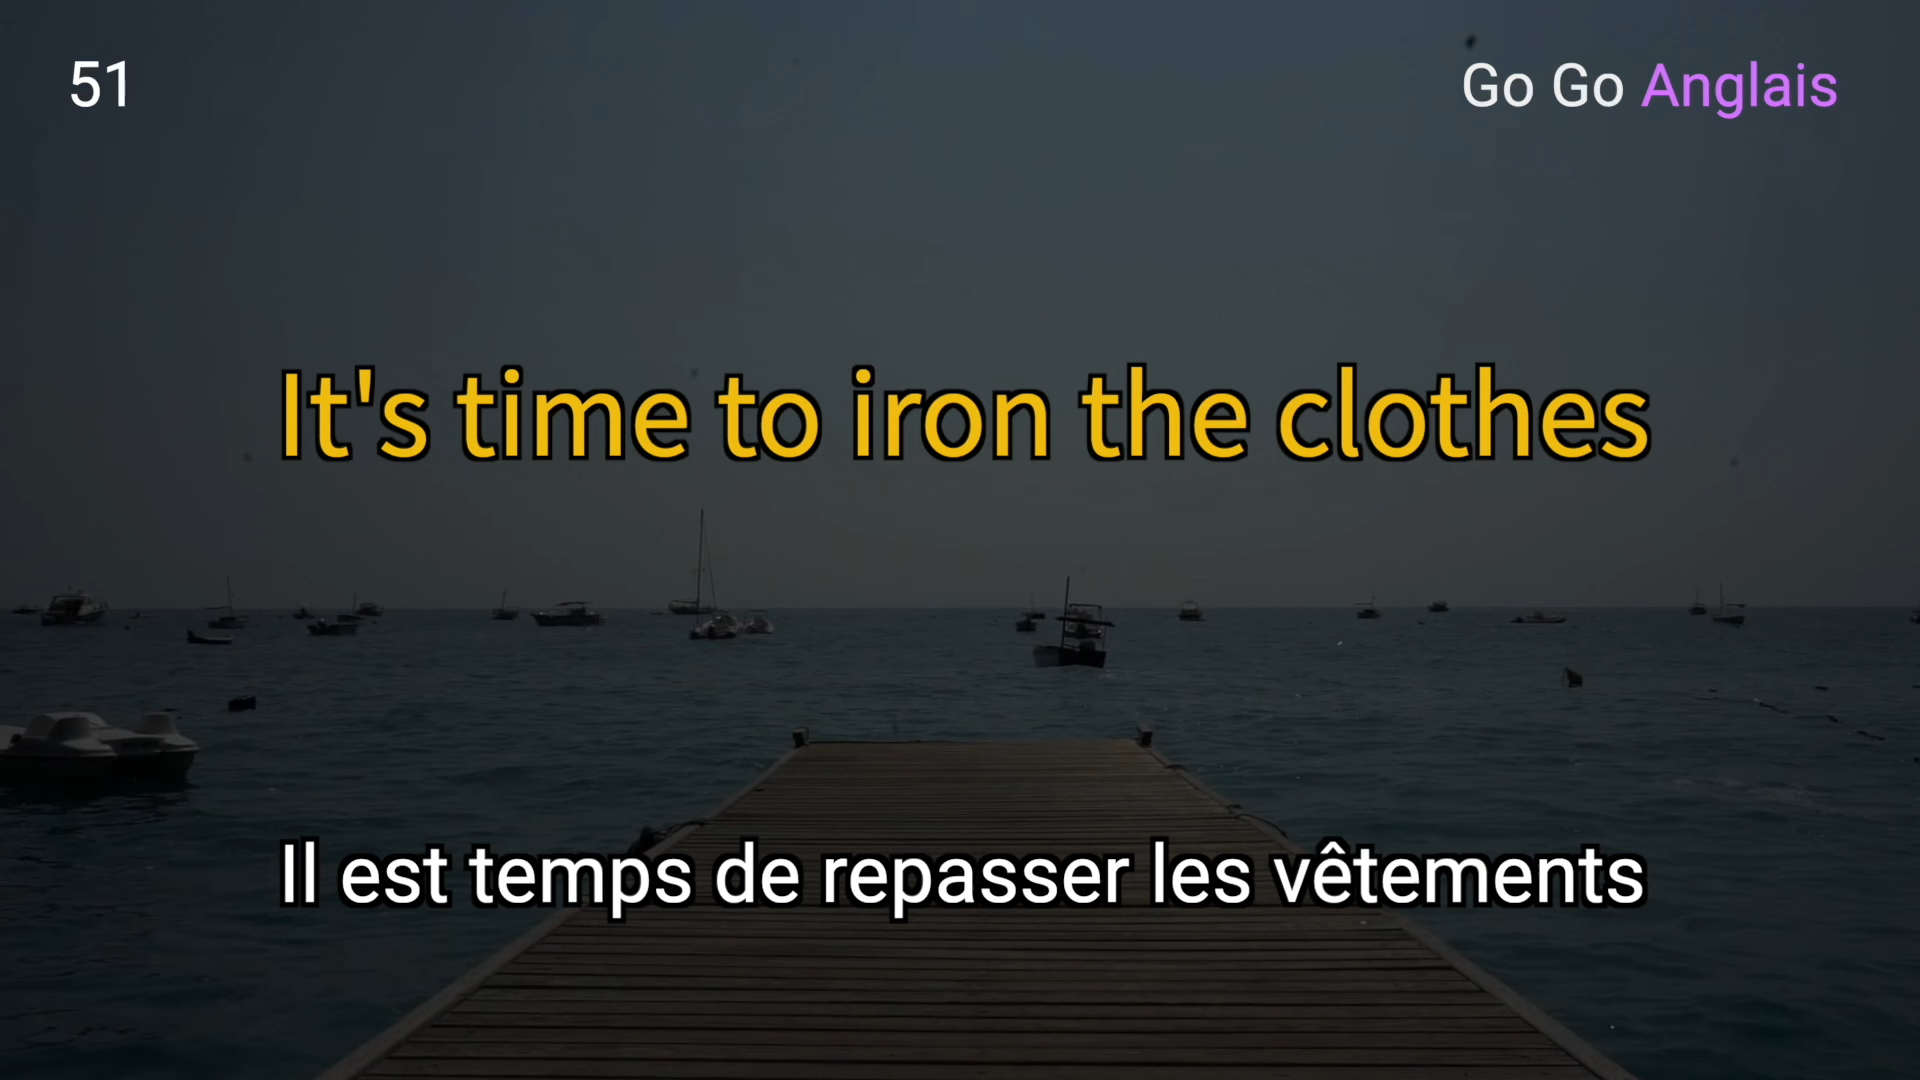 51
Go Go Anglais
It's time to iron the clothes
Il est temps de repasser les vêtements